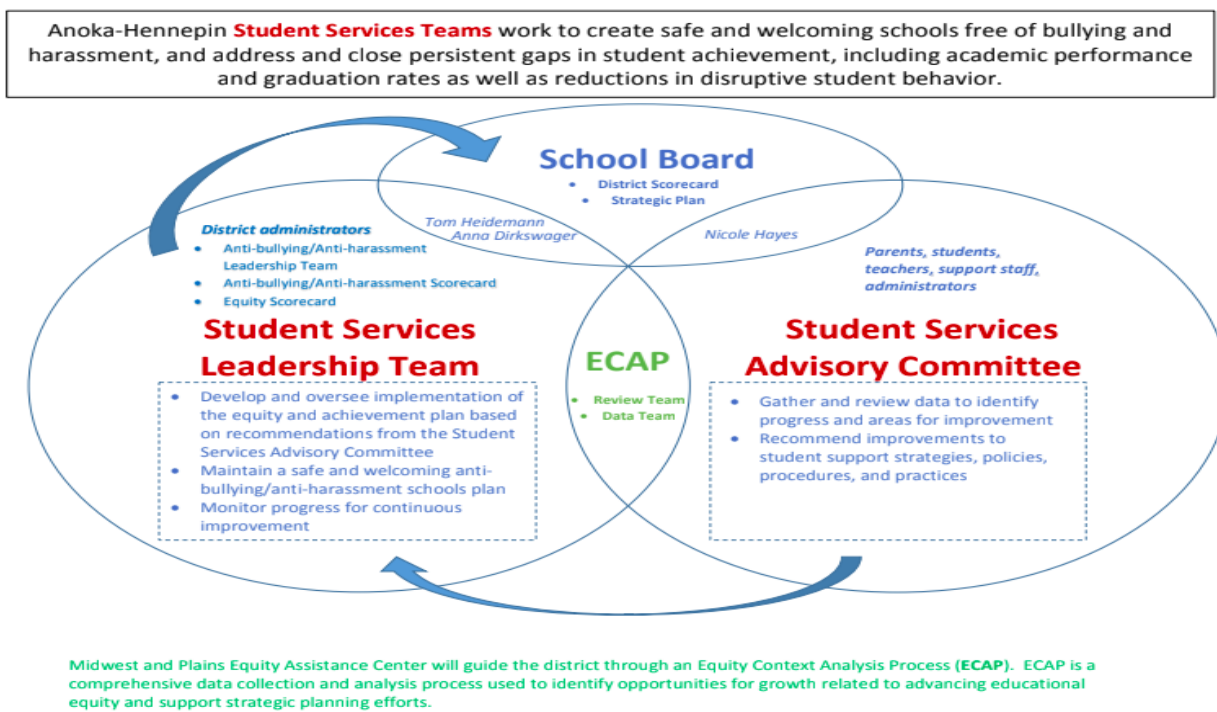 Anoka-Hennepin Student Services Teams work to create safe and welcoming schools free of bullying and
harassment, and address and close persistent gaps in student achievement, including academic performance
and graduation rates as well as reductions in disruptive student behavior.
School Board
• District Scorecard
• Strategic Plan
Tom Heidemann
Anna Dirkswager
Nicole Hayes
District administrators
• Anti-bullying/Anti-harassment
Leadership Team
• Anti-bullying/Anti-harassment Scorecard
• Equity Scorecard
Parents, students,
teachers, support staff,
administrators
Student Services
Leadership Team
• Develop and oversee implementation of
the equity and achievement plan based
on recommendations from the Student
Services Advisory Committee
• Maintain a safe and welcoming anti-
bullying/anti-harassment schools plan
• Monitor progress for continuous
improvement
ECAP
• Review Team
• Data Team
Student Services
Advisory Committee
• Gather and review data to identify
progress and areas for improvement
• Recommend improvements to
student support strategies, policies,
procedures, and practices
Midwest and Plains Equity Assistance Center will guide the district through an Equity Context Analysis Process (ECAP). ECAP is a
comprehensive data collection and analysis process used to identify opportunities for growth related to advancing educational
equity and support strategic planning efforts.